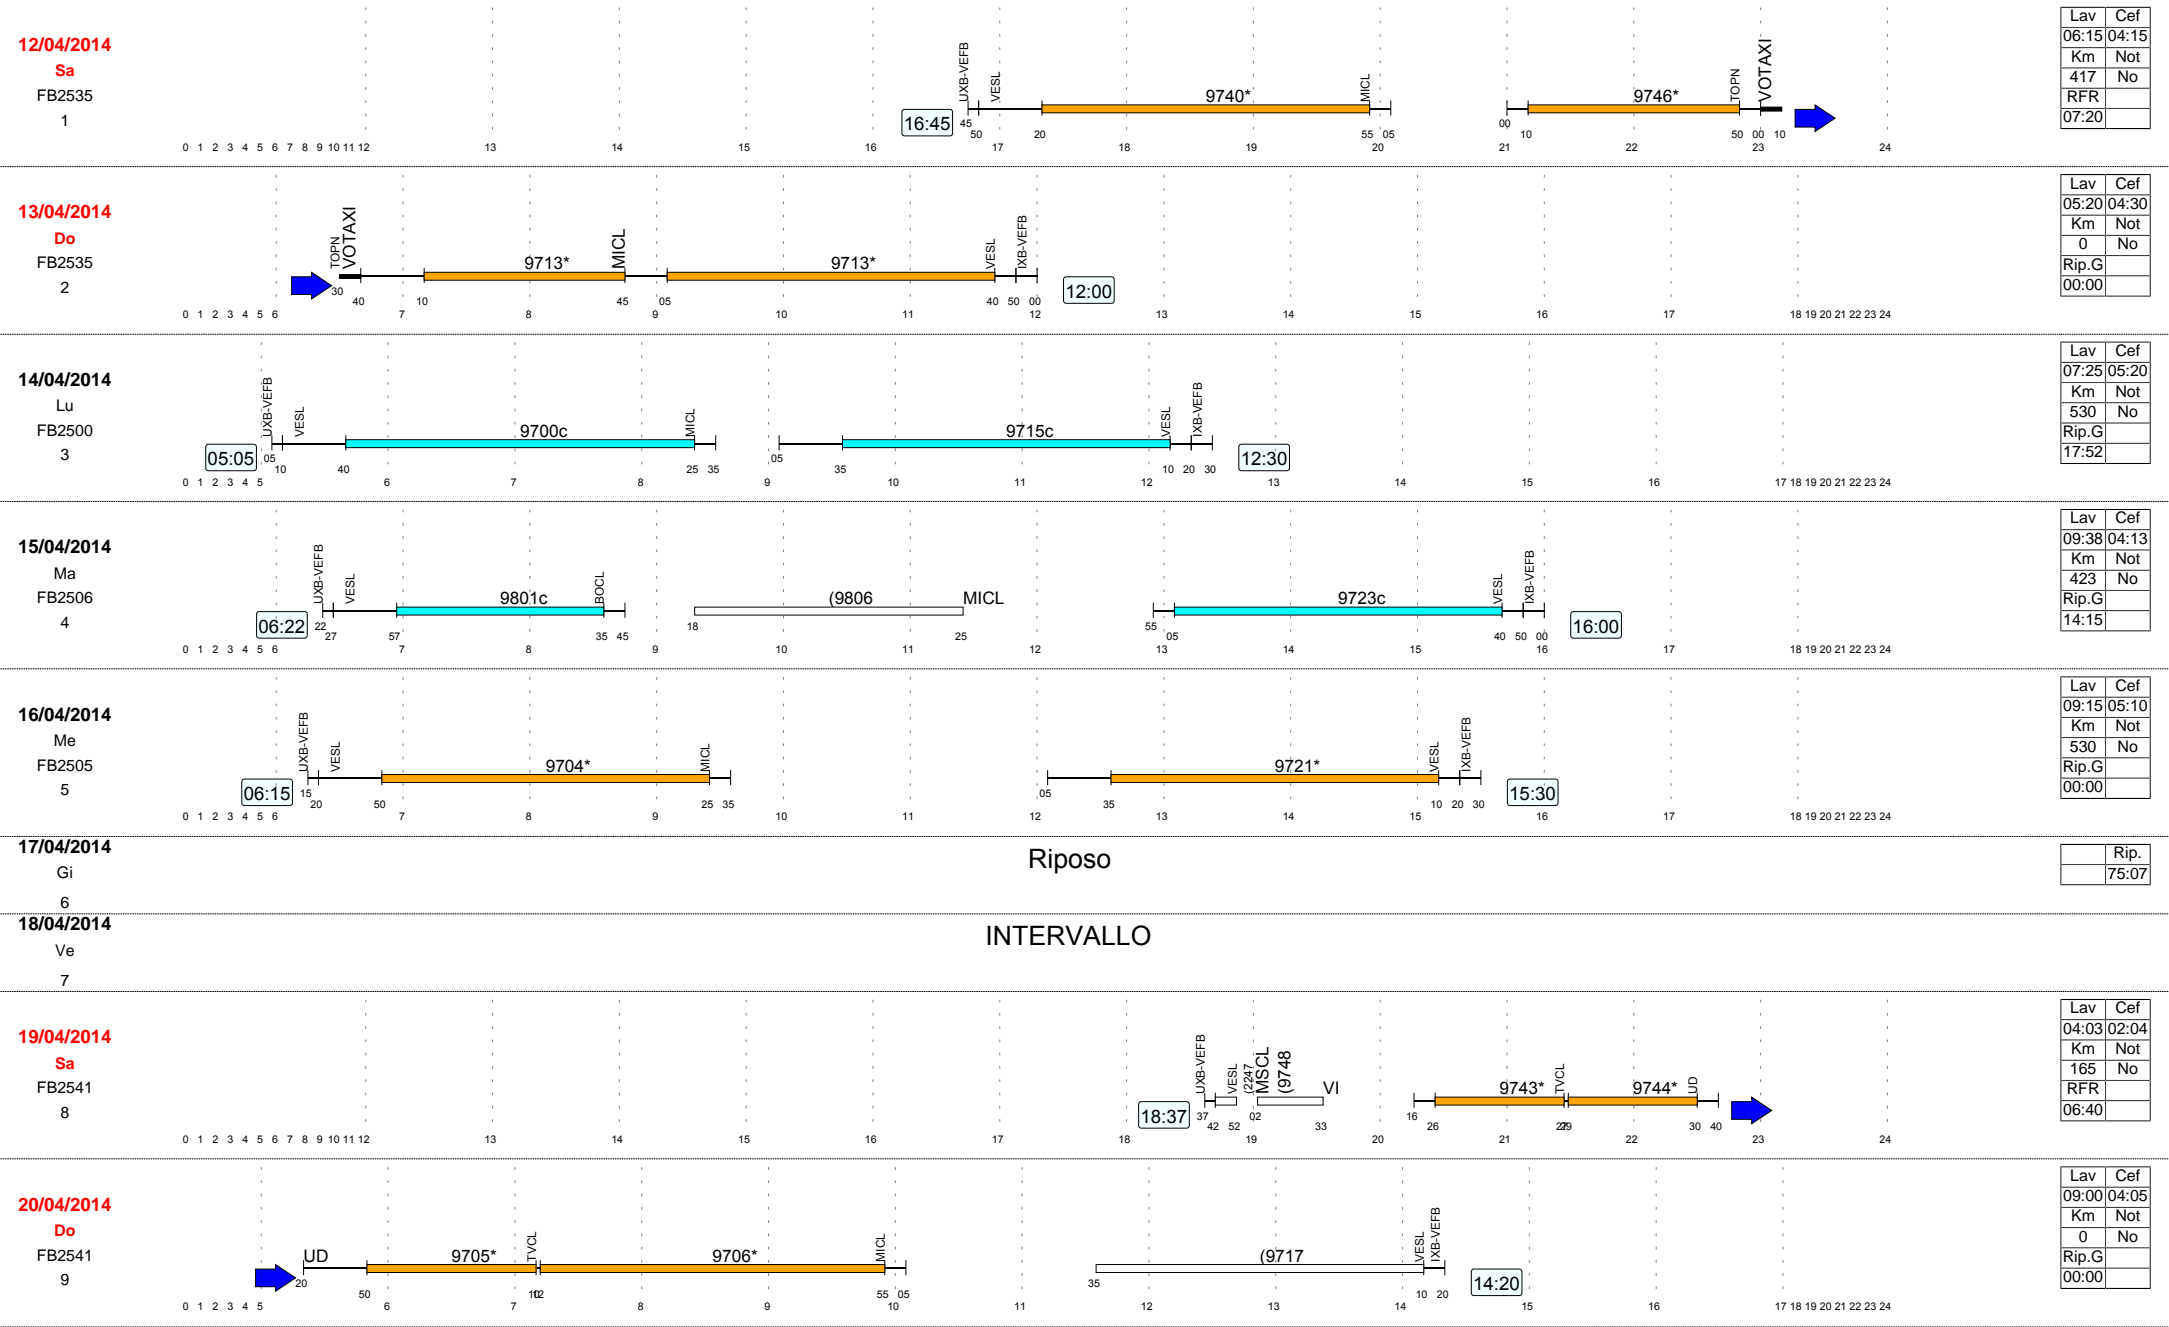 12/04/2014
Sa
FB2535
1
16:45
UXB-VEFB
VESL
9740*
MICL
9746*
TOPN
VOTAXI
45 50 20 55 05 00 10 50 00 10
0 1 2 3 4 5 6 7 8 9 10 11 12 13 14 15 16 17 18 19 20 21 22 23 24
Lav Cef
06:15 04:15
Km Not
417 No
RFR
07:20
13/04/2014
Do
FB2535
2
TOPN
VOTAXI
9713*
MICL
9713*
VESL
IXB-VEFB
12:00
30 40 10 45 05 40 50 00
0 1 2 3 4 5 6 7 8 9 10 11 12 13 14 15 16 17 18 19 20 21 22 23 24
Lav Cef
05:20 04:30
Km Not
0 No
Rip.G
00:00
14/04/2014
Lu
FB2500
3
05:05
UXB-VEFB
VESL
9700c
MICL
9715c
VESL
IXB-VEFB
12:30
05 10 40 25 35 05 35 10 20 30
0 1 2 3 4 5 6 7 8 9 10 11 12 13 14 15 16 17 18 19 20 21 22 23 24
Lav Cef
07:25 05:20
Km Not
530 No
Rip.G
17:52
15/04/2014
Ma
FB2506
4
06:22
UXB-VEFB
VESL
9801c
BOCL
(9806
MICL
9723c
VESL
IXB-VEFB
16:00
22 27 57 35 45 18 25 55 05 40 50 00
0 1 2 3 4 5 6 7 8 9 10 11 12 13 14 15 16 17 18 19 20 21 22 23 24
Lav Cef
09:38 04:13
Km Not
423 No
Rip.G
14:15
16/04/2014
Me
FB2505
5
06:15
UXB-VEFB
VESL
9704*
MICL
9721*
VESL
IXB-VEFB
15:30
15 20 50 25 35 05 35 10 20 30
0 1 2 3 4 5 6 7 8 9 10 11 12 13 14 15 16 17 18 19 20 21 22 23 24
Lav Cef
09:15 05:10
Km Not
530 No
Rip.G
00:00
17/04/2014
Gi
6
Riposo
Rip.
75:07
18/04/2014
Ve
7
INTERVALLO
19/04/2014
Sa
FB2541
8
18:37
UXB-VEFB
VESL
(2247
MSCL
(9748
VI
9743*
TVCL
9744*
UD
37 42 52 02 33 16 26 27 29 30 40
0 1 2 3 4 5 6 7 8 9 10 11 12 13 14 15 16 17 18 19 20 21 22 23 24
Lav Cef
04:03 02:04
Km Not
165 No
RFR
06:40
20/04/2014
Do
FB2541
9
UD
9705*
TVCL
9706*
MICL
(9717
VESL
IXB-VEFB
14:20
20 50 10 12 55 05 35 10 20
0 1 2 3 4 5 6 7 8 9 10 11 12 13 14 15 16 17 18 19 20 21 22 23 24
Lav Cef
09:00 04:05
Km Not
0 No
Rip.G
00:00